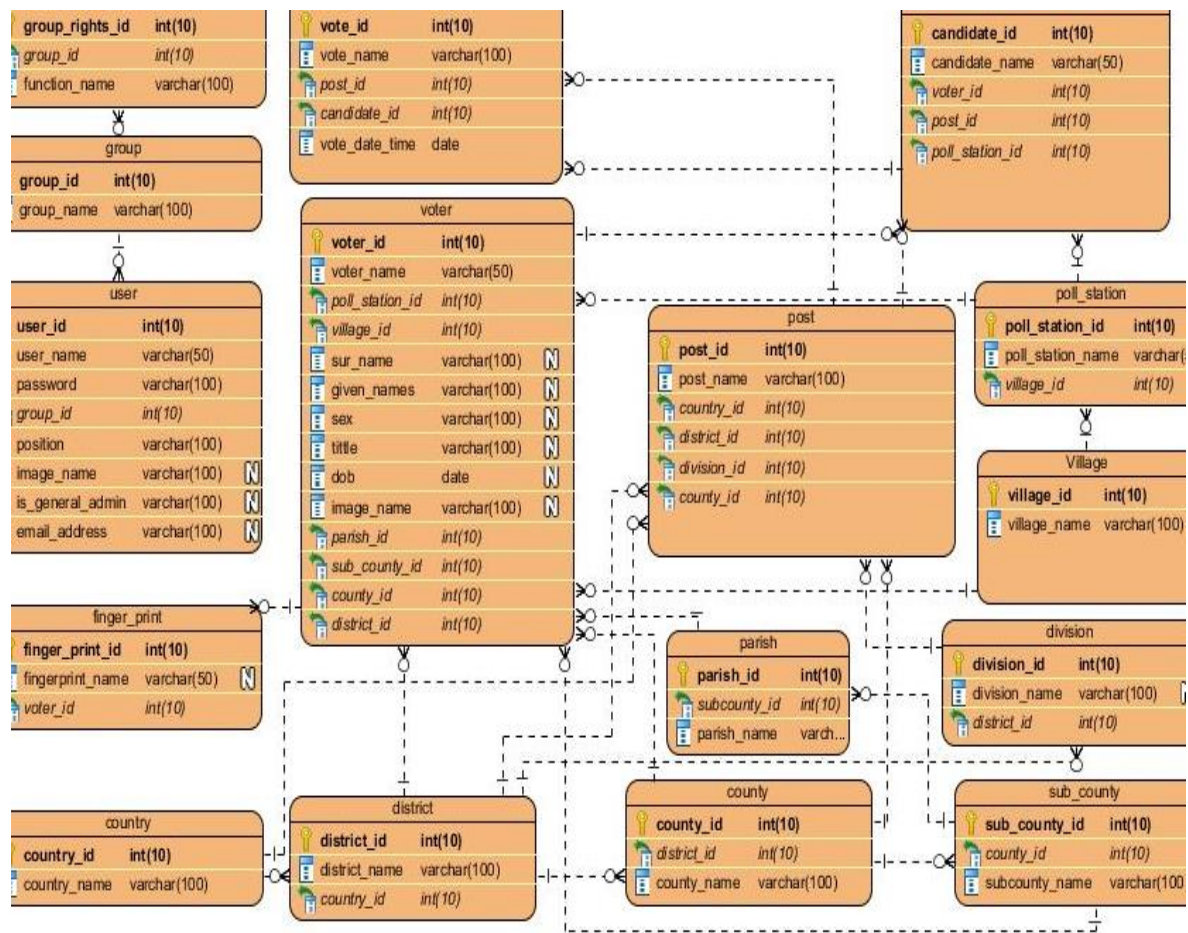 group_rights_id int(10)
group_id int(10)
function_name varchar(100)
group
group_id int(10)
group_name varchar(100)
user
user_id int(10)
user_name varchar(50)
password varchar(100)
group_id int(10)
position varchar(100)
image_name varchar(100) N
is_general_admin varchar(100) N
email_address varchar(100) N
finger_print
finger_print_id int(10)
fingerprint_name varchar(50) N
voter_id int(10)
country
country_id int(10)
country_name varchar(100)
vote_id int(10)
vote_name varchar(100)
post_id int(10)
candidate_id int(10)
vote_date_time date
voter
voter_id int(10)
voter_name varchar(50)
poll_station_id int(10)
village_id int(10)
sur_name varchar(100) N
given_names varchar(100) N
sex varchar(100) N
tittle varchar(100) N
dob date N
image_name varchar(100) N
parish_id int(10)
sub_county_id int(10)
county_id int(10)
district_id int(10)
district
district_id int(10)
district_name varchar(100)
country_id int(10)
candidate_id int(10)
candidate_name varchar(50)
voter_id int(10)
post_id int(10)
poll_station_id int(10)
poll_station
poll_station_id int(10)
poll_station_name varchar(
village_id int(10)
post
post_id int(10)
post_name varchar(100)
country_id int(10)
district_id int(10)
division_id int(10)
county_id int(10)
Village
village_id int(10)
village_name varchar(100)
parish
parish_id int(10)
subcounty_id int(10)
parish_name varch...
division
division_id int(10)
division_name varchar(100)
district_id int(10)
county
county_id int(10)
district_id int(10)
county_name varchar(100)
sub_county
sub_county_id int(10)
county_id int(10)
subcounty_name varchar(100